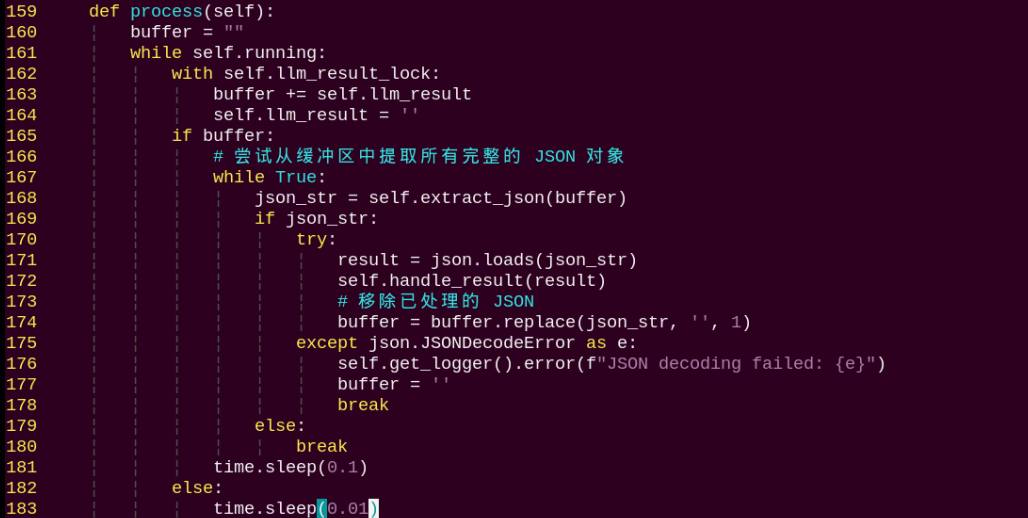 159     def process(self):
160         buffer = ""
161         while self.running:
162             with self.llm_result_lock:
163                 buffer += self.llm_result
164                 self.llm_result = ''
165             if buffer:
166                 # 尝试从缓冲区中提取所有完整的 JSON 对象
167                 while True:
168                     json_str = self.extract_json(buffer)
169                     if json_str:
170                         try:
171                             result = json.loads(json_str)
172                             self.handle_result(result)
173                             # 移除已处理的 JSON
174                             buffer = buffer.replace(json_str, '', 1)
175                         except json.JSONDecodeError as e:
176                             self.get_logger().error(f"JSON decoding failed: {e}")
177                             buffer = ''
178                             break
179                     else:
180                         break
181                 time.sleep(0.1)
182             else:
183                 time.sleep(0.01)